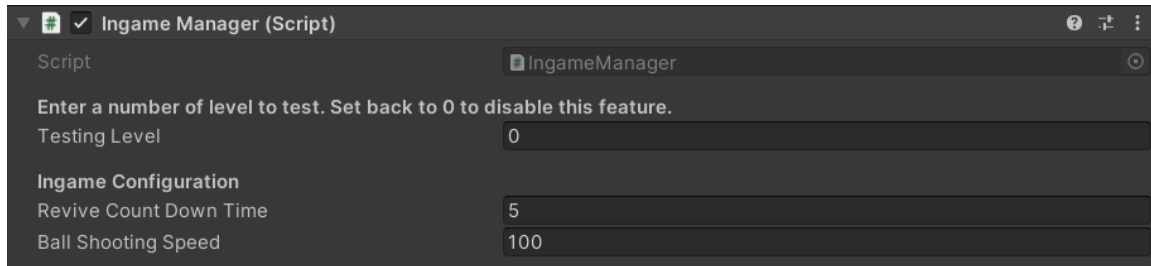 Ingame Manager (Script)
Script IngameManager
Enter a number of level to test. Set back to 0 to disable this feature.
Testing Level 0
Ingame Configuration
Revive Count Down Time 5
Ball Shooting Speed 100